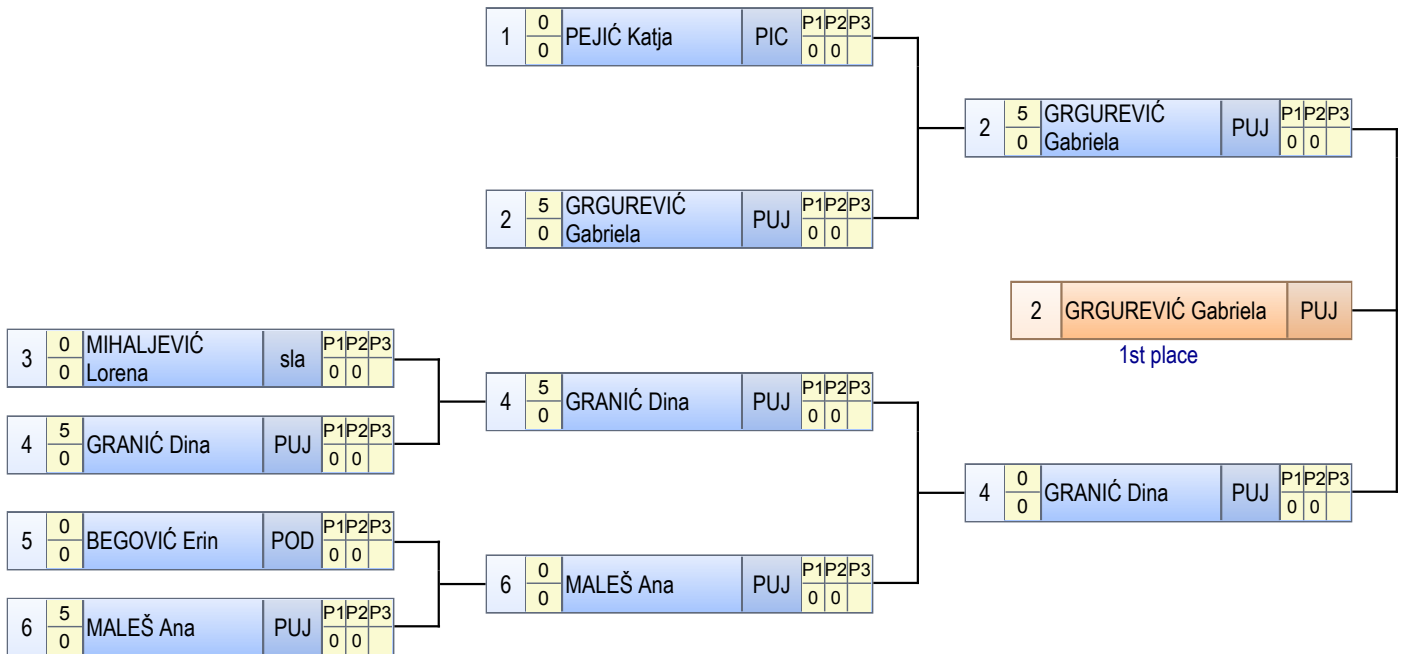 1 0 PEJIĆ Katja PIC P1 P2 P3
0 0 0
2 5 GRGUREVIĆ PUJ P1 P2 P3
0 Gabriela 0 0
2 5 GRGUREVIĆ PUJ P1 P2 P3
0 Gabriela 0 0
2 GRGUREVIĆ Gabriela PUJ
1st place
3 0 MIHALJEVIĆ sla P1 P2 P3
0 Lorena 0 0
4 5 GRANIĆ Dina PUJ P1 P2 P3
0 0 0
4 5 GRANIĆ Dina PUJ P1 P2 P3
0 0 0
4 0 GRANIĆ Dina PUJ P1 P2 P3
0 0 0
5 0 BEGOVIĆ Erin POD P1 P2 P3
0 0 0
6 0 MALEŠ Ana PUJ P1 P2 P3
0 0 0
6 5 MALEŠ Ana PUJ P1 P2 P3
0 0 0